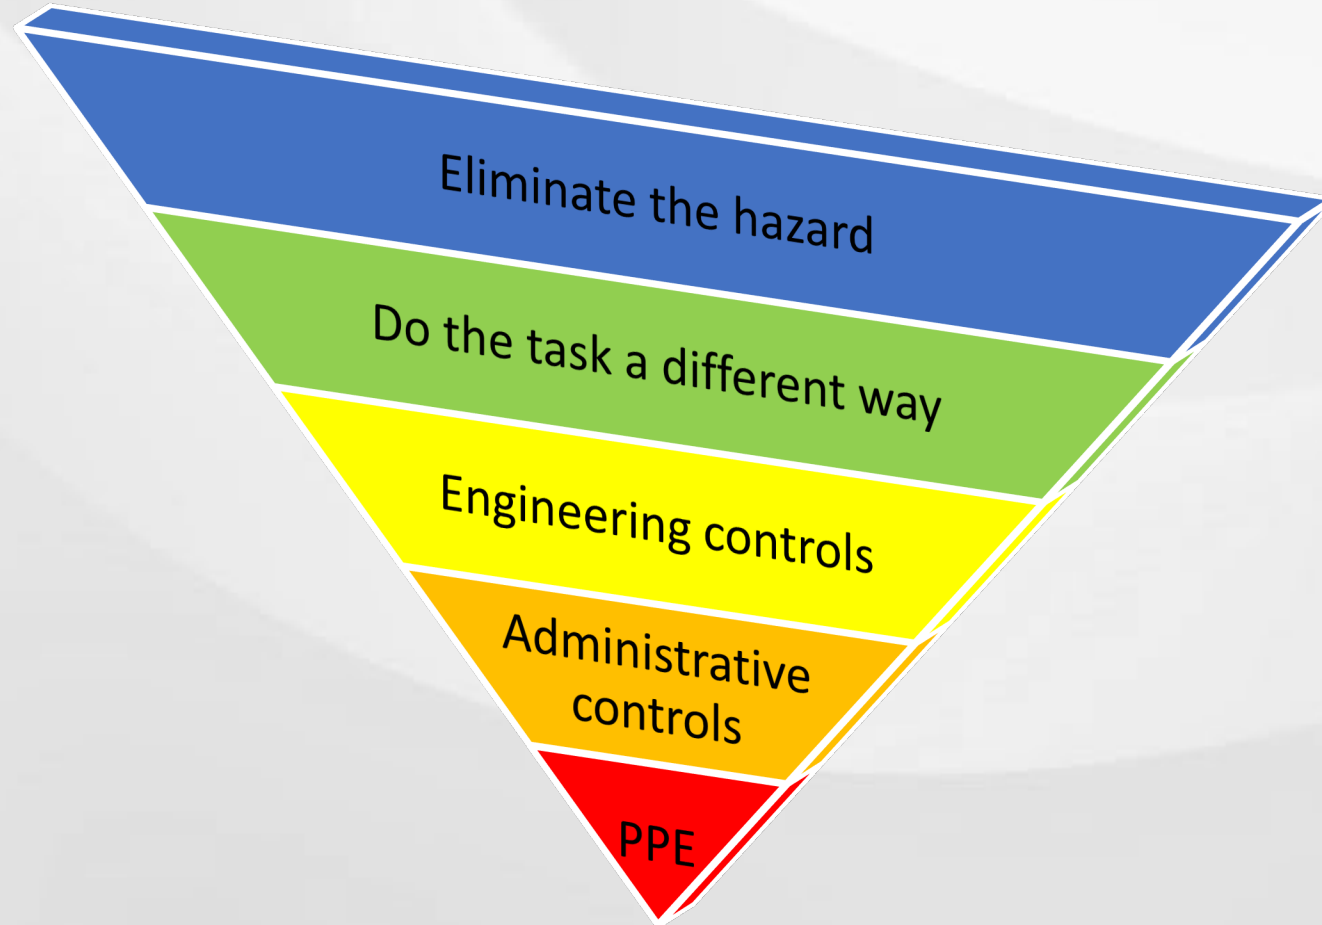 Eliminate the hazard
Do the task a different way
Engineering controls
Administrative
controls
PPE